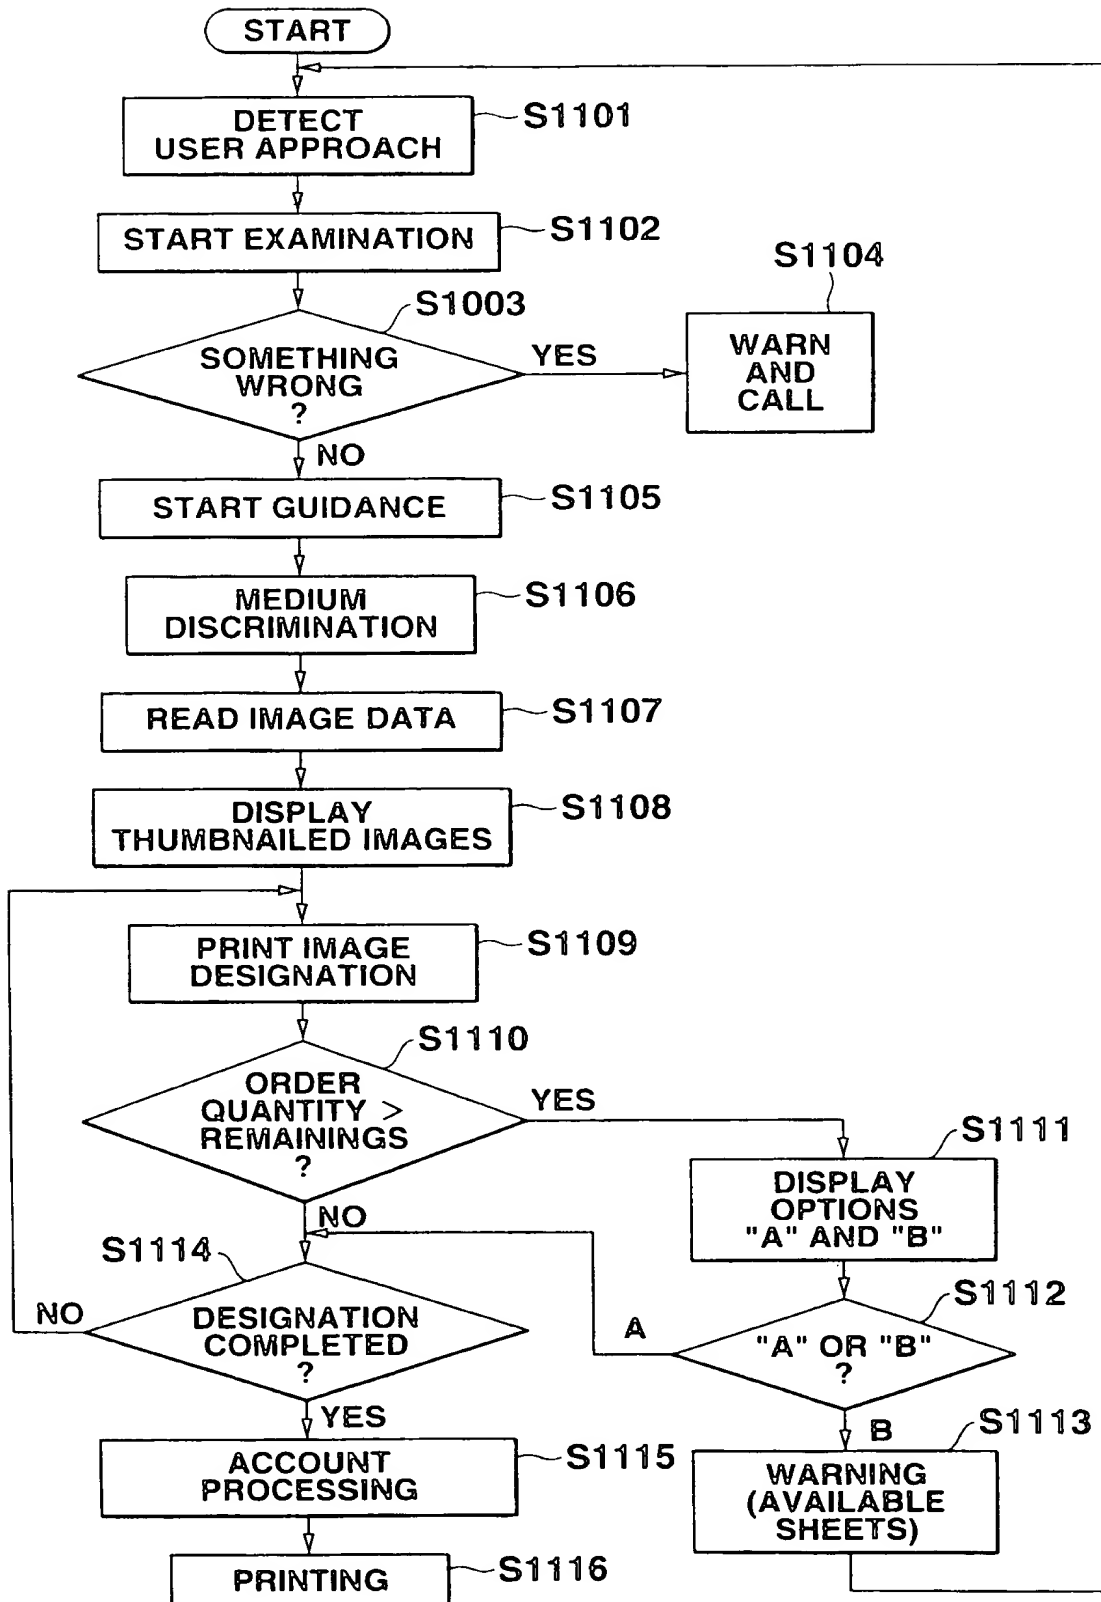 START
DETECT
USER APPROACH
S1101
START EXAMINATION
S1102
S1003
SOMETHING
WRONG
?
YES
S1104
WARN
AND
CALL
NO
START GUIDANCE
S1105
MEDIUM
DISCRIMINATION
S1106
READ IMAGE DATA
S1107
DISPLAY
THUMBNAILED IMAGES
S1108
PRINT IMAGE
DESIGNATION
S1109
S1110
ORDER
QUANTITY >
REMAININGS
?
YES
S1111
DISPLAY
OPTIONS
"A" AND "B"
NO
S1114
DESIGNATION
COMPLETED
?
NO
S1112
"A" OR "B"
?
A
B
YES
S1113
WARNING
(AVAILABLE
SHEETS)
ACCOUNT
PROCESSING
S1115
PRINTING
S1116